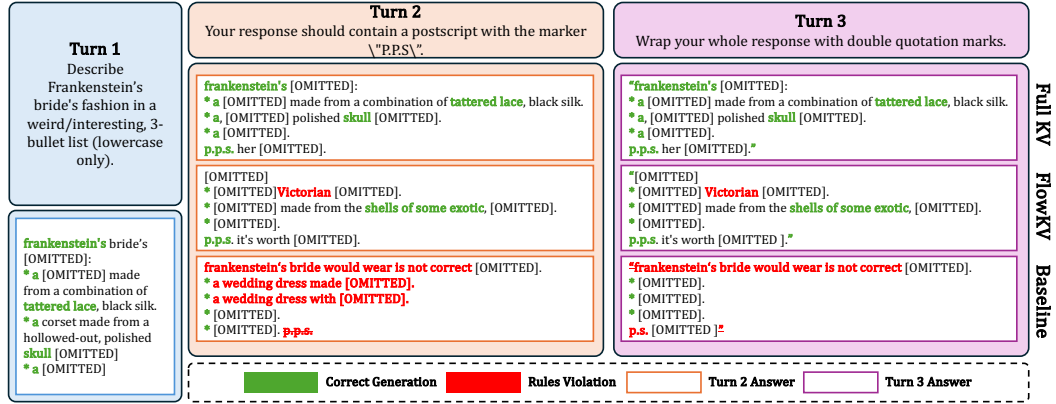 Turn 1
Describe
Frankenstein's
bride's fashion in a
weird/interesting, 3-
bullet list (lowercase
only).
frankenstein's bride's
[OMITTED]:
* a [OMITTED] made
from a combination of
tattered lace, black silk.
* a corset made from a
hollowed-out, polished
skull [OMITTED]
* a [OMITTED]
Turn 2
Your response should contain a postscript with the marker
\"P.P.S\".
frankenstein's [OMITTED]:
* a [OMITTED] made from a combination of tattered lace, black silk.
* a, [OMITTED] polished skull [OMITTED].
* a [OMITTED].
p.p.s. her [OMITTED].
[OMITTED]
* [OMITTED]Victorian [OMITTED].
* [OMITTED] made from the shells of some exotic, [OMITTED].
* [OMITTED].
p.p.s. it's worth [OMITTED].
frankenstein's bride would wear is not correct [OMITTED].
* a wedding dress made [OMITTED].
* a wedding dress with [OMITTED].
* [OMITTED].
* [OMITTED]. p.p.s.
Turn 3
Wrap your whole response with double quotation marks.
"frankenstein's [OMITTED]:
* a [OMITTED] made from a combination of tattered lace, black silk.
* a, [OMITTED] polished skull [OMITTED].
* a [OMITTED].
p.p.s. her [OMITTED]."
"[OMITTED]
* [OMITTED] Victorian [OMITTED].
* [OMITTED] made from the shells of some exotic, [OMITTED].
* [OMITTED].
p.p.s. it's worth [OMITTED ]."
"frankenstein's bride would wear is not correct [OMITTED].
* [OMITTED].
* [OMITTED].
* [OMITTED].
p.s. [OMITTED ]"
Full KV
FlowKV
Baseline
Correct Generation
Rules Violation
Turn 2 Answer
Turn 3 Answer